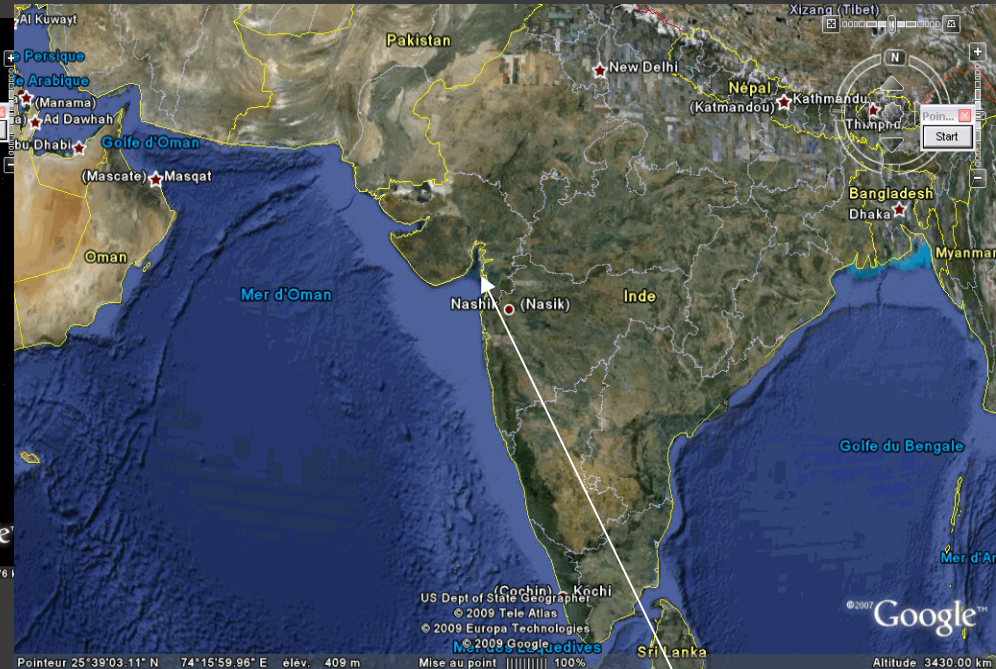 Xizang (Tibet)
Al Kuwayt
Pakistan
N
e Persique
New Delhi
Népal
e Arabique
(Manama)
(Katmandou)
Kathmandu
Ad Dawhah
Thimphu
Poin...
Start
bu Dhabi
Golfe d'Oman
(Mascate)
Masqat
Bangladesh
Dhaka
Oman
Myanmar
Mer d'Oman
Inde
Nashik
(Nasik)
Golfe du Bengale
Mer d'Ar
(Cochin)
Kochi
US Dept of State Geographer
© 2009 Tele Atlas
© 2009 Europa Technologies
© 2009 Google
Mer des Laquedives
Sri Lanka
©2007 Google™
Pointeur 25°39'03.11" N 74°15'59.96" E élév. 409 m Mise au point |||||||||| 100% Altitude 3430.00 km